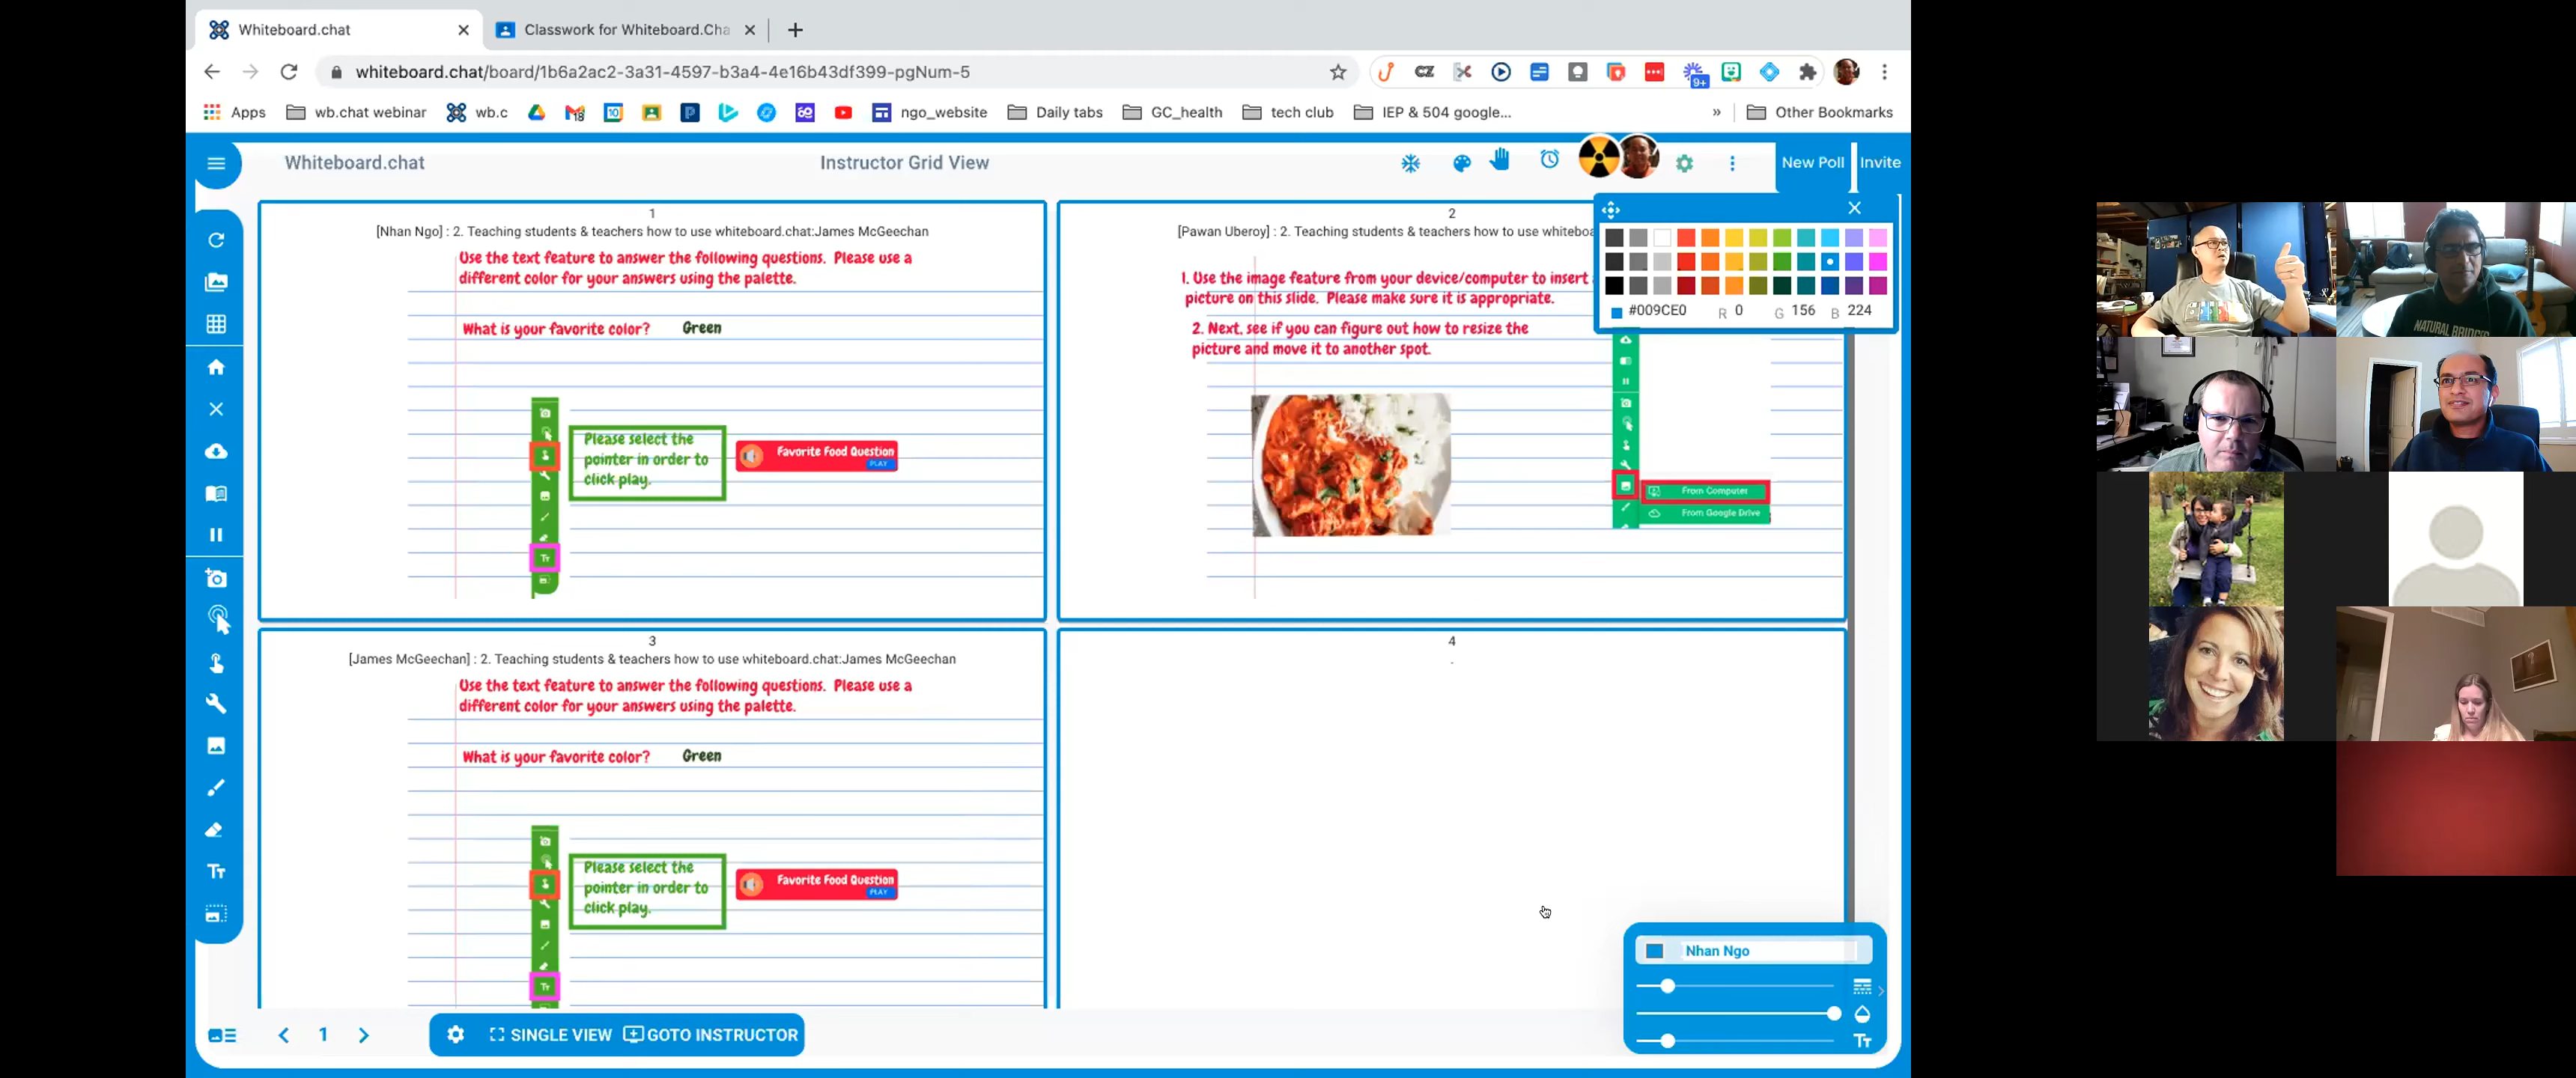 Whiteboard.chat
Classwork for Whiteboard.Cha
whiteboard.chat/board/1b6a2ac2-3a31-4597-b3a4-4e16b43df399-pgNum-5
CZ
9+
Apps
wb.chat webinar
wb.c
ngo_website
Daily tabs
GC_health
tech club
IEP & 504 google...
»
Other Bookmarks
Whiteboard.chat
Instructor Grid View
New Poll
Invite
1
[Nhan Ngo] : 2. Teaching students & teachers how to use whiteboard.chat:James McGeechan
Use the text feature to answer the following questions. Please use a
different color for your answers using the palette.
What is your favorite color? Green
Please select the
pointer in order to
click play.
Favorite Food Question
PLAY
Tt
2
[Pawan Uberoy] : 2. Teaching students & teachers how to use whiteboa
1. Use the image feature from your device/computer to insert
picture on this slide. Please make sure it is appropriate.
2. Next, see if you can figure out how to resize the
picture and move it to another spot.
From Computer
From Google Drive
#009CE0 R 0 G 156 B 224
3
[James McGeechan] : 2. Teaching students & teachers how to use whiteboard.chat:James McGeechan
Use the text feature to answer the following questions. Please use a
different color for your answers using the palette.
What is your favorite color? Green
Please select the
pointer in order to
click play.
Favorite Food Question
PLAY
Tt
4
Tt
Nhan Ngo
Tt
1
SINGLE VIEW
GOTO INSTRUCTOR
NATURAL BRIDGES